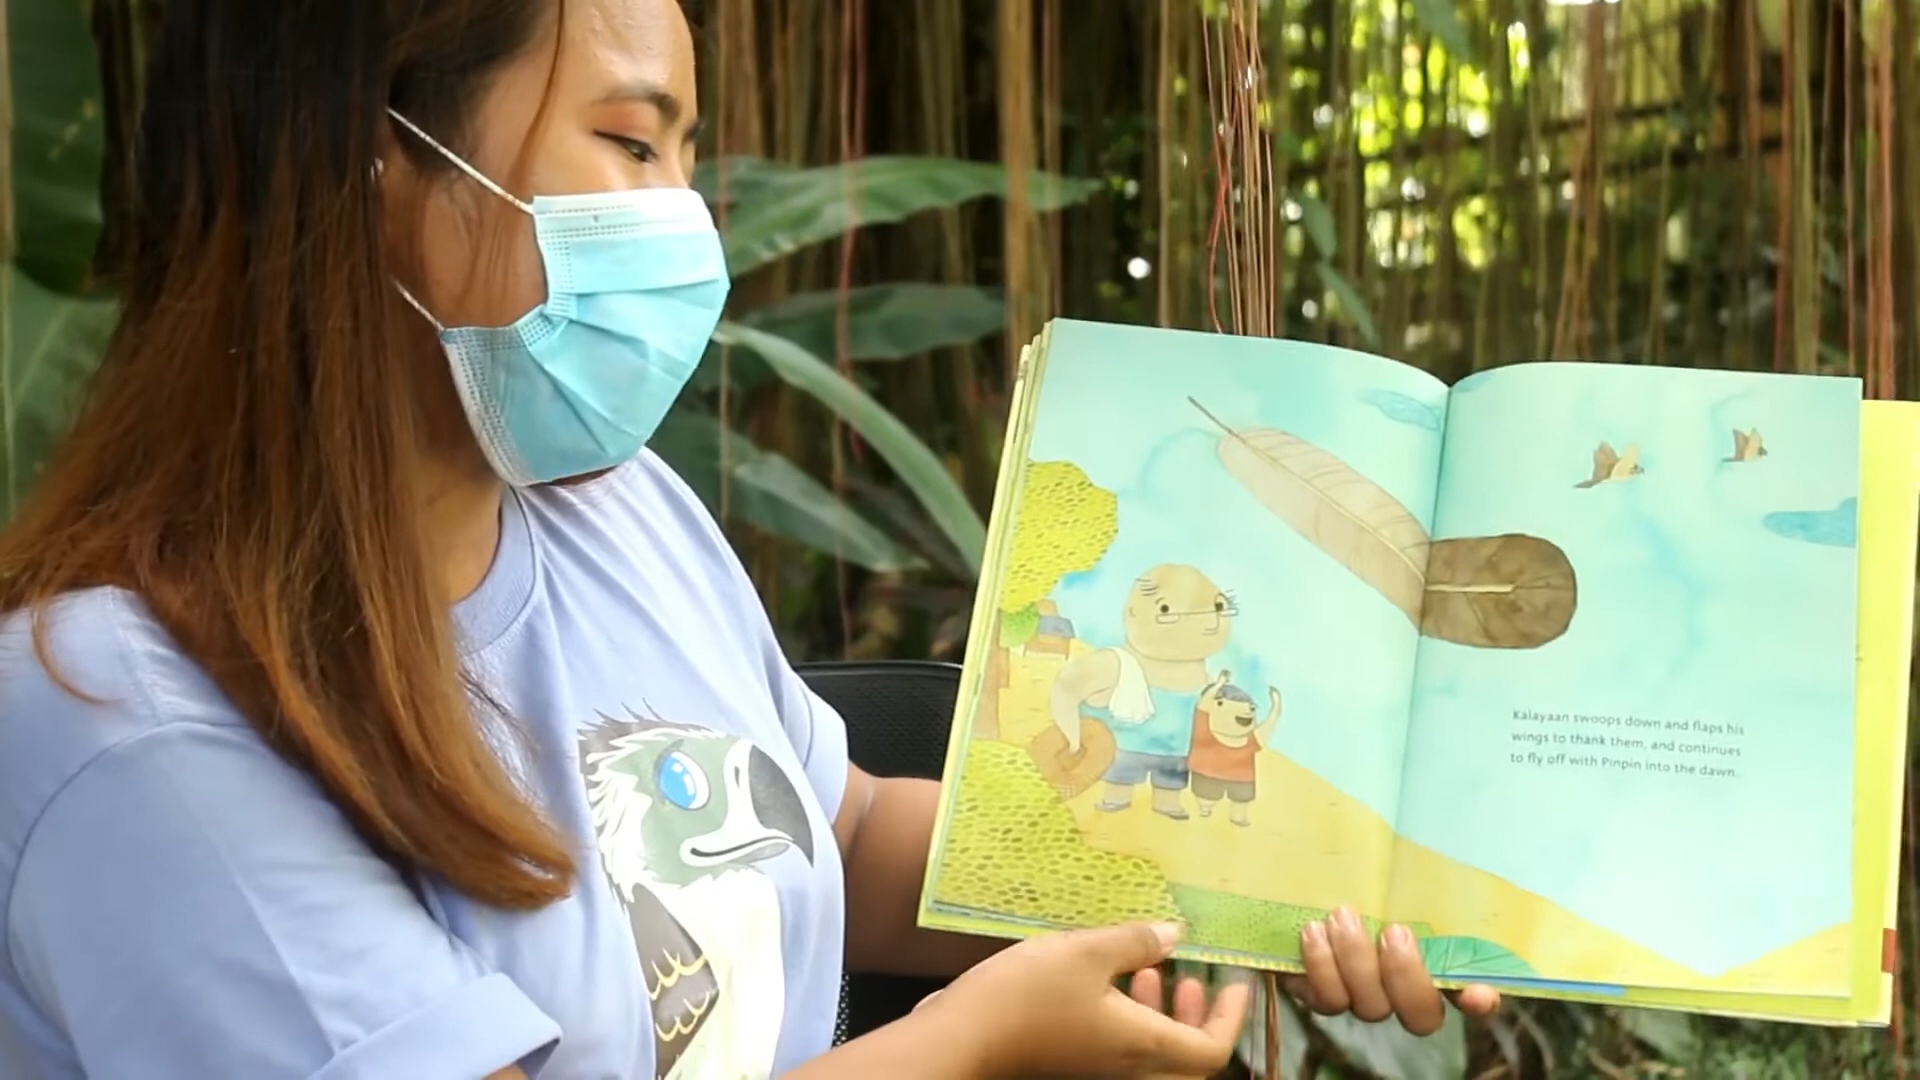 Kalayaan swoops down and flaps his
wings to thank them, and continues
to fly off with Pinpin into the dawn.